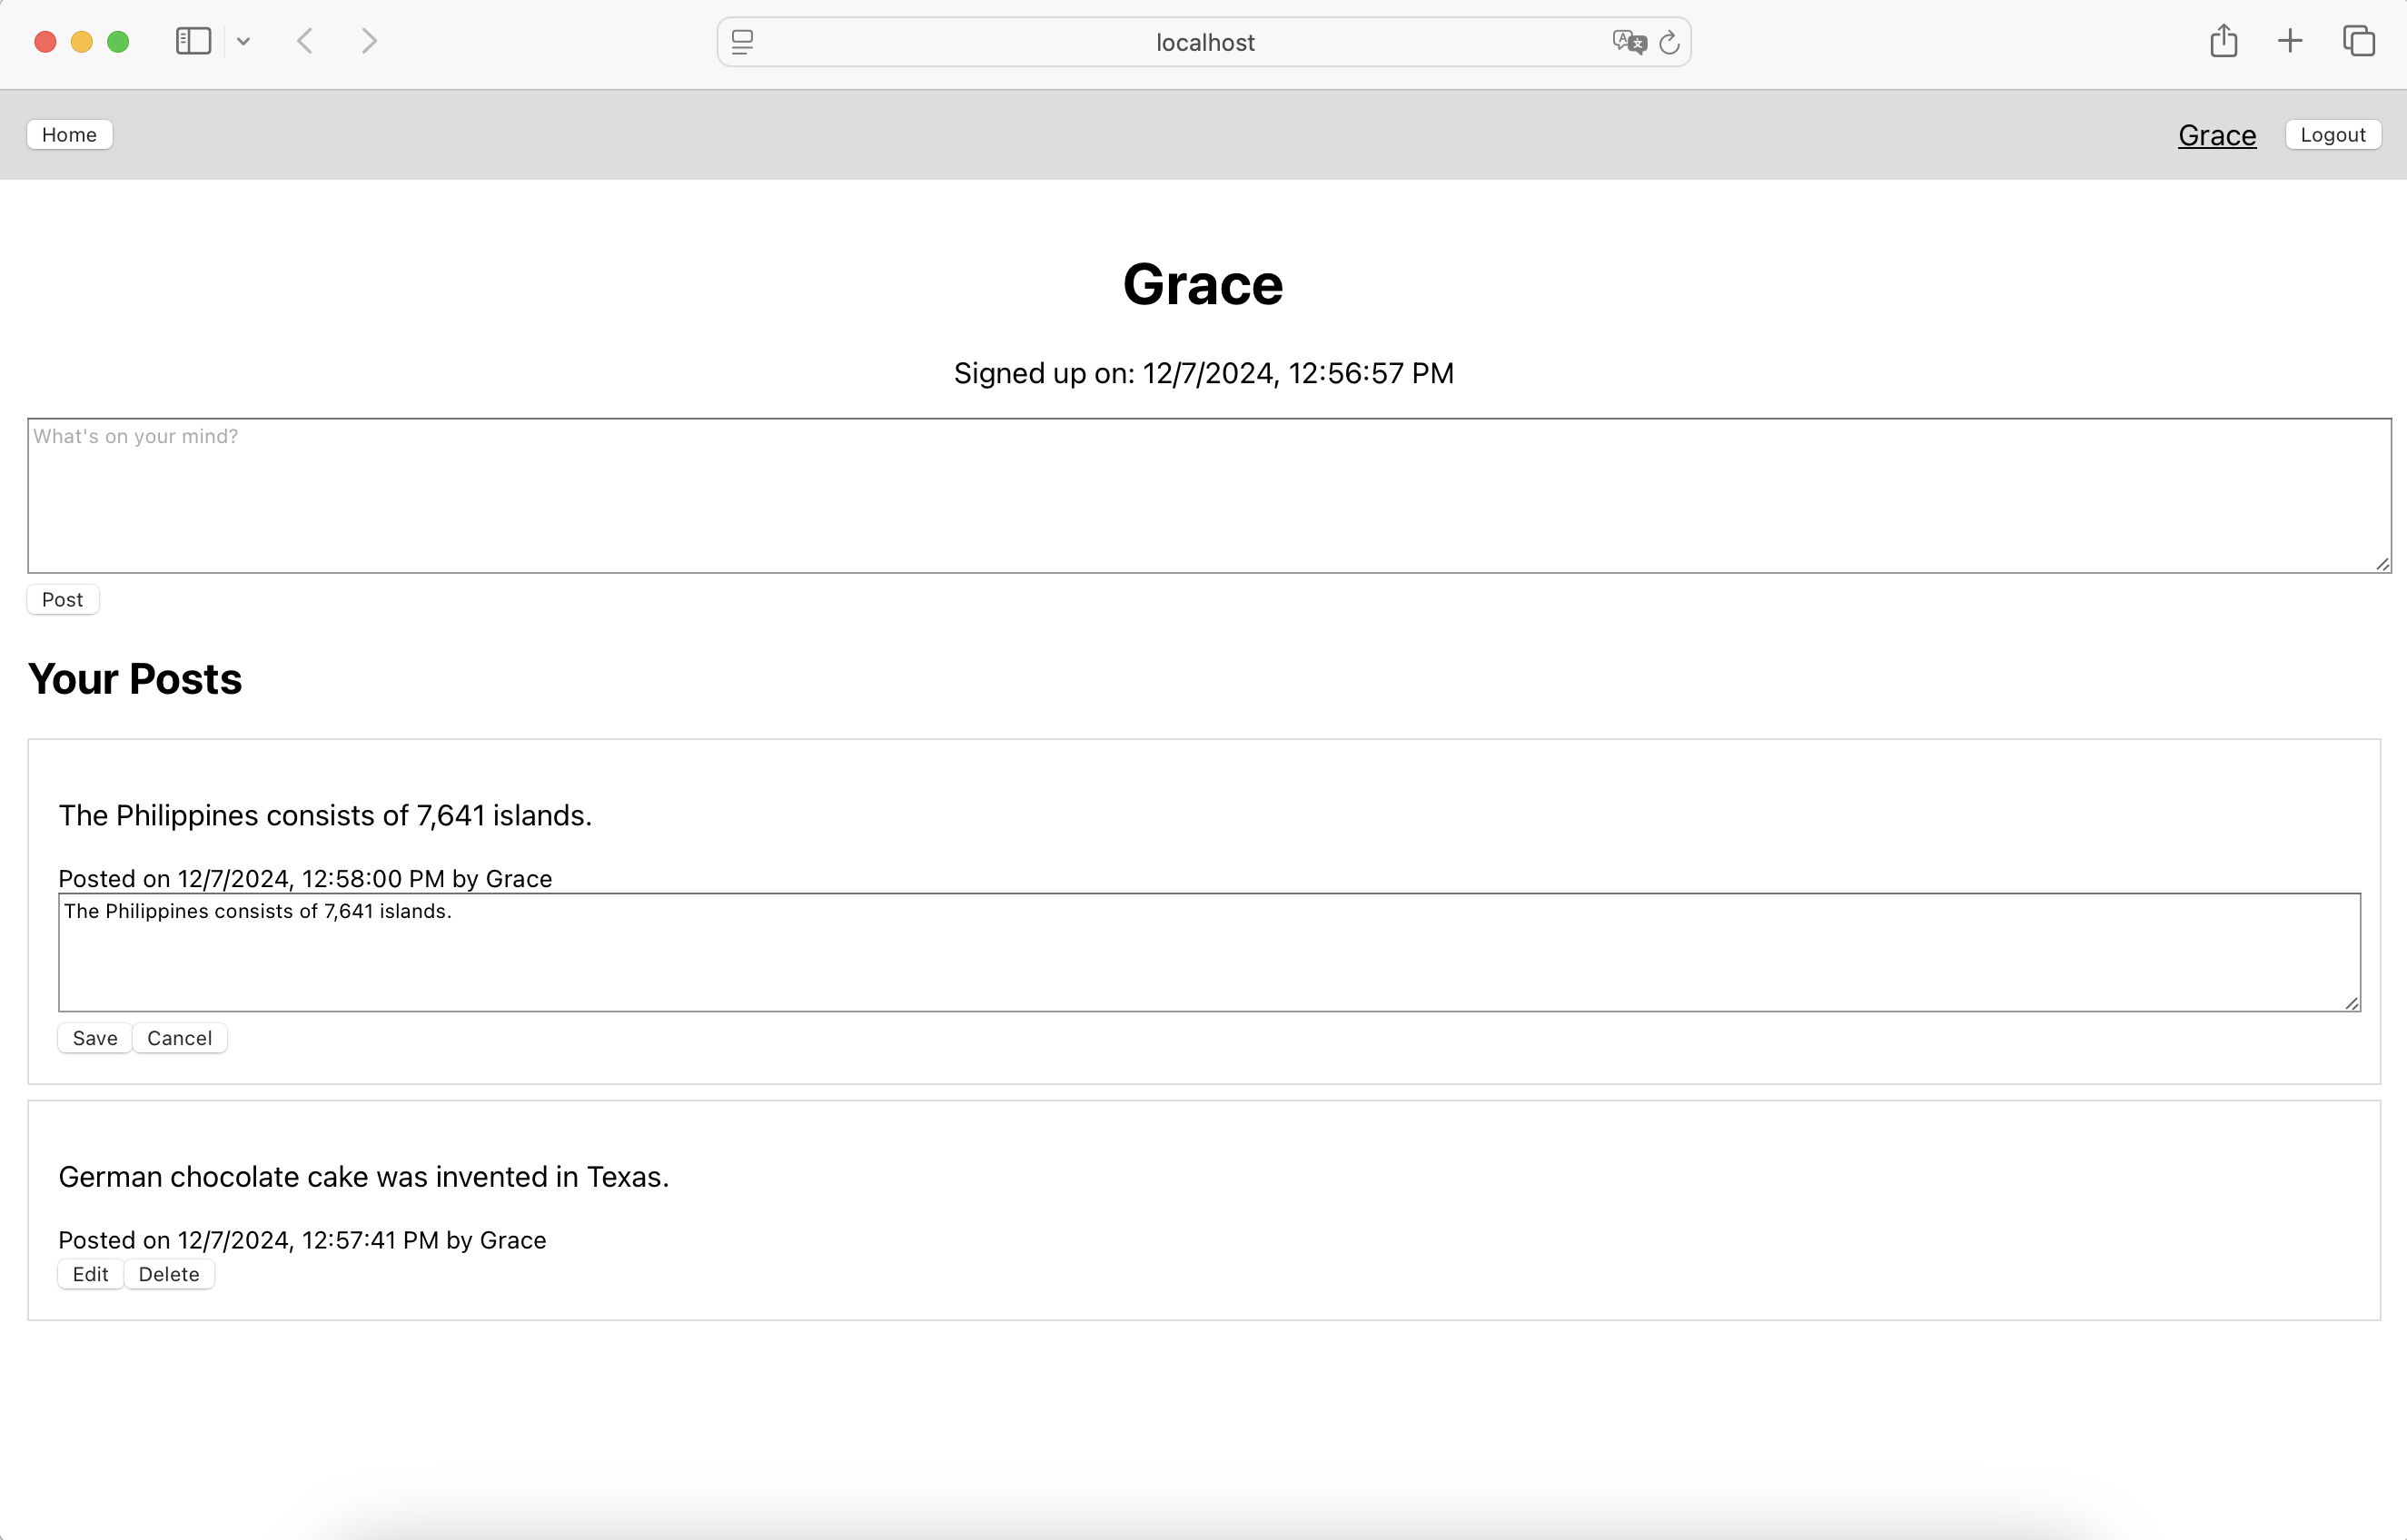 localhost
Home
Grace
Logout
Grace
Signed up on: 12/7/2024, 12:56:57 PM
What's on your mind?
Post
Your Posts
The Philippines consists of 7,641 islands.
Posted on 12/7/2024, 12:58:00 PM by Grace
The Philippines consists of 7,641 islands.
Save
Cancel
German chocolate cake was invented in Texas.
Posted on 12/7/2024, 12:57:41 PM by Grace
Edit
Delete